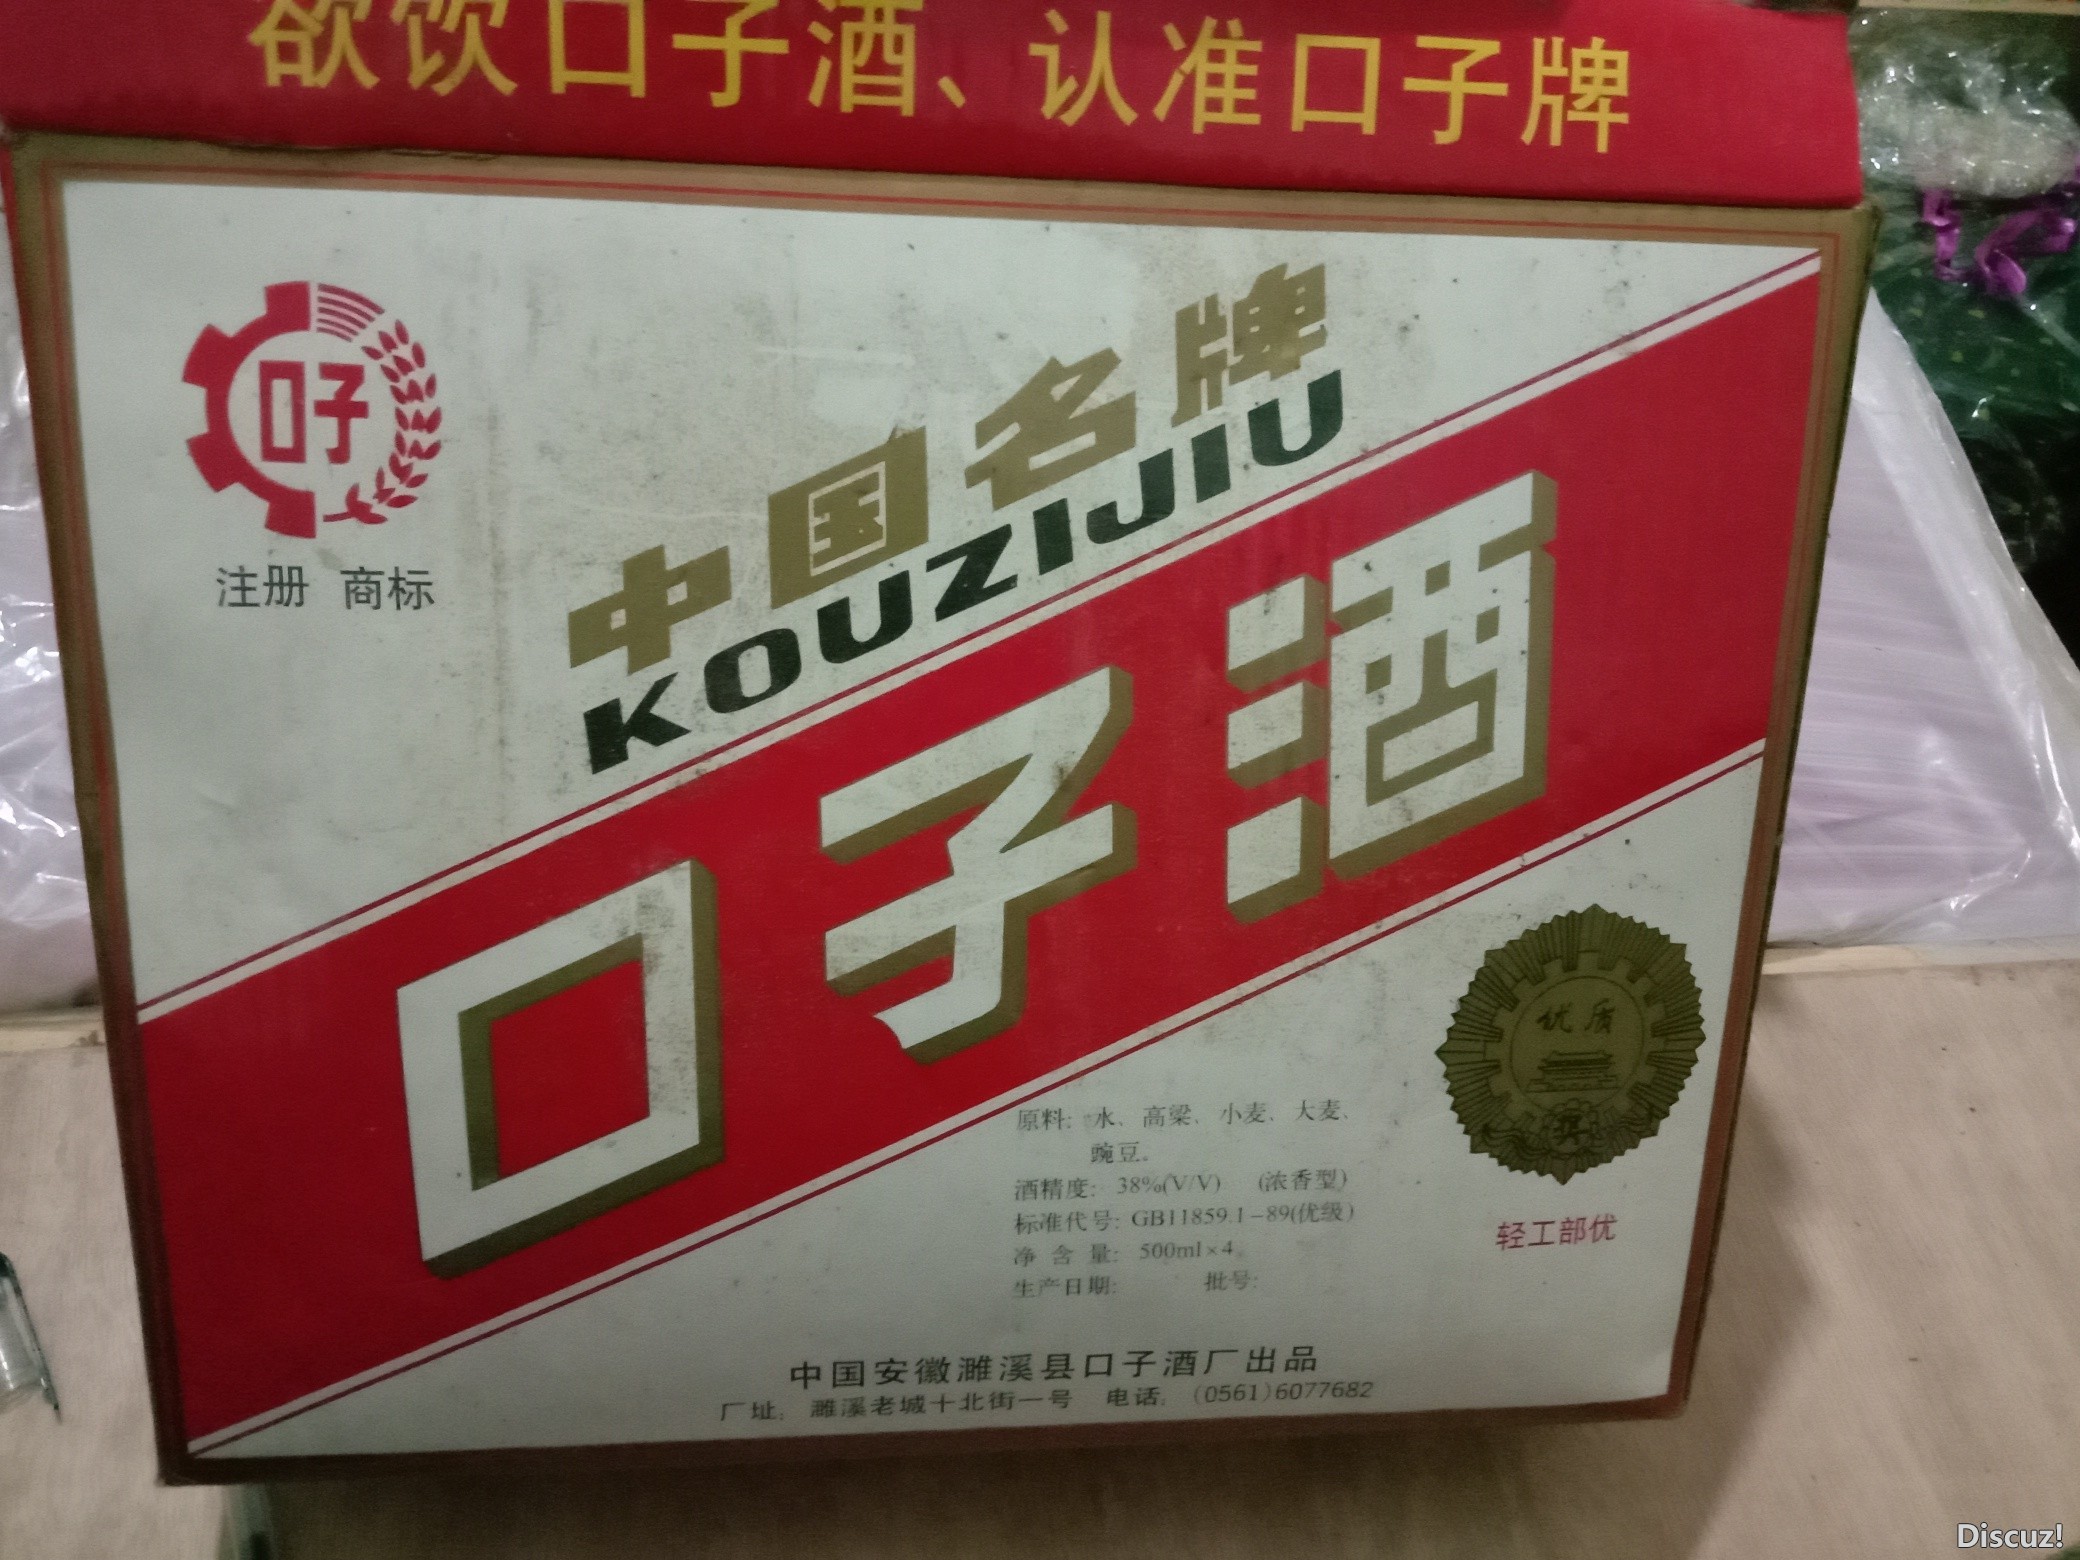 欲饮口子酒、认准口子牌
口子
注册 商标
中国名牌
KOUZIJIU
口子酒
优质
原料: 水、高粱、小麦、大麦、
豌豆。
酒精度: 38%(V/V) (浓香型)
标准代号: GB11859.1-89(优级)
净含量: 500ml×4
生产日期: 批号:
轻工部优
中国安徽濉溪县口子酒厂出品
厂址: 濉溪老城十北街一号 电话: (0561)6077682
Discuz!